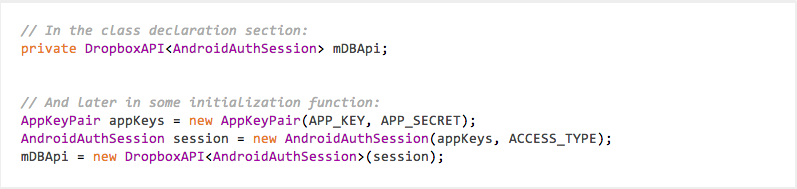 // In the class declaration section:
private DropboxAPI<AndroidAuthSession> mDBApi;
// And later in some initialization function:
AppKeyPair appKeys = new AppKeyPair(APP_KEY, APP_SECRET);
AndroidAuthSession session = new AndroidAuthSession(appKeys, ACCESS_TYPE);
mDBApi = new DropboxAPI<AndroidAuthSession>(session);